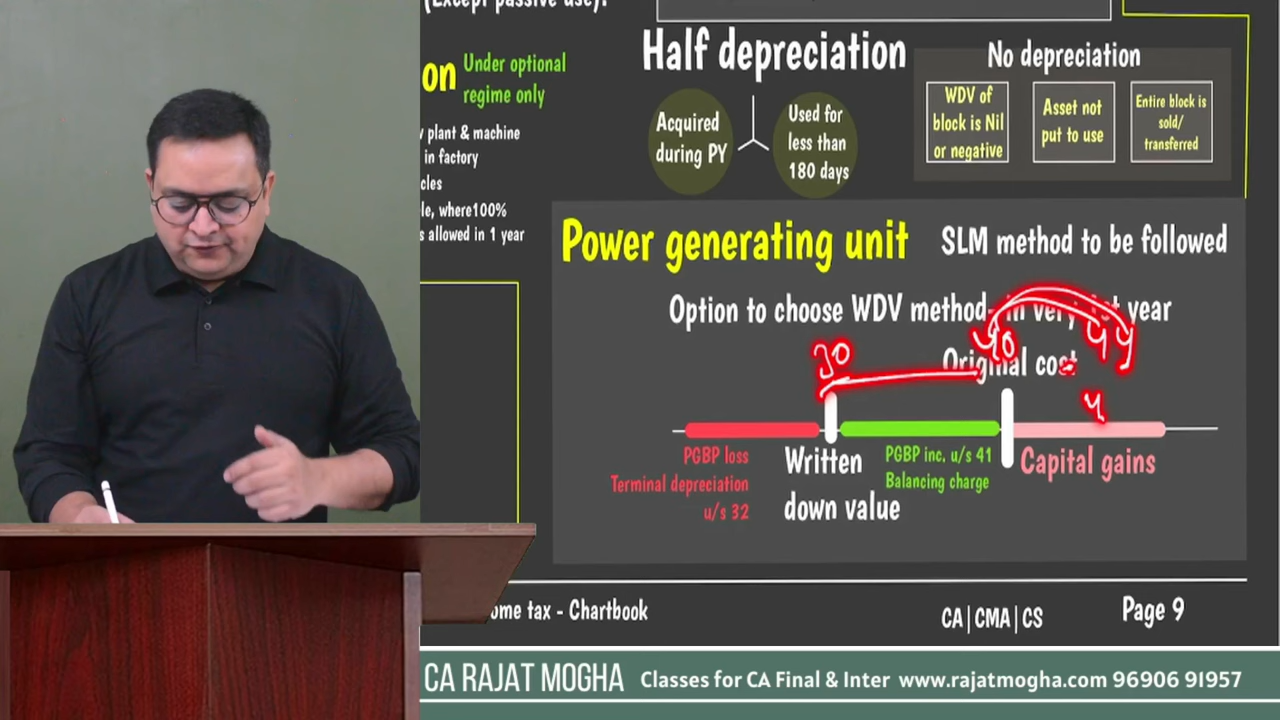 (Except passive use).
on
Under optional
regime only
v plant & machine
in factory
cles
le, where100%
s allowed in 1 year
Half depreciation
Acquired
during PY
Used for
less than
180 days
No depreciation
WDV of
block is Nil
or negative
Asset not
put to use
Entire block is
sold/
transferred
Power generating unit
SLM method to be followed
Option to choose WDV method- in very 1st year
30
40
44
Original cost
4
PGBP loss
Terminal depreciation
u/s 32
Written
down value
PGBP inc. u/s 41
Balancing charge
Capital gains
ome tax - Chartbook
CA|CMA|CS
Page 9
CA RAJAT MOGHA Classes for CA Final & Inter www.rajatmogha.com 96906 91957